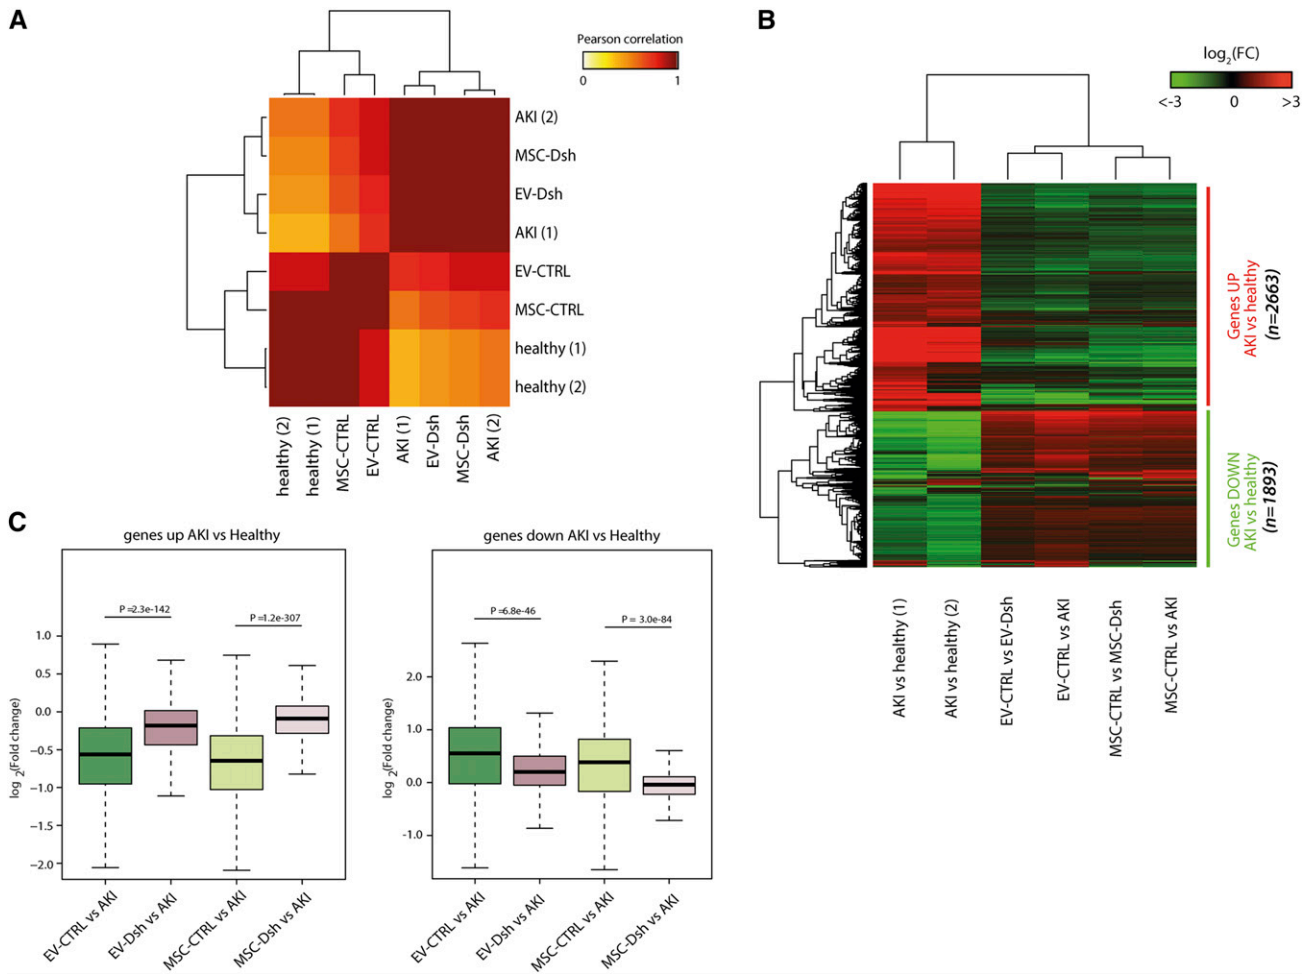 A
Pearson correlation
0 1
AKI (2)
MSC-Dsh
EV-Dsh
AKI (1)
EV-CTRL
MSC-CTRL
healthy (1)
healthy (2)
healthy (2)
healthy (1)
MSC-CTRL
EV-CTRL
AKI (1)
EV-Dsh
MSC-Dsh
AKI (2)
B
log2(FC)
<-3 0 >3
Genes UP
AKI vs healthy
(n=2663)
Genes DOWN
AKI vs healthy
(n=1893)
AKI vs healthy (1)
AKI vs healthy (2)
EV-CTRL vs EV-Dsh
EV-CTRL vs AKI
MSC-CTRL vs MSC-Dsh
MSC-CTRL vs AKI
C
genes up AKI vs Healthy
P =2.3e-142
P =1.2e-307
1.0
0.5
0.0
−0.5
−1.0
−1.5
−2.0
log 2(Fold change)
EV-CTRL vs AKI
EV-Dsh vs AKI
MSC-CTRL vs AKI
MSC-Dsh vs AKI
genes down AKI vs Healthy
P =6.8e-46
P = 3.0e-84
2.0
1.0
0.0
-1.0
log 2(Fold change)
EV-CTRL vs AKI
EV-Dsh vs AKI
MSC-CTRL vs AKI
MSC-Dsh vs AKI